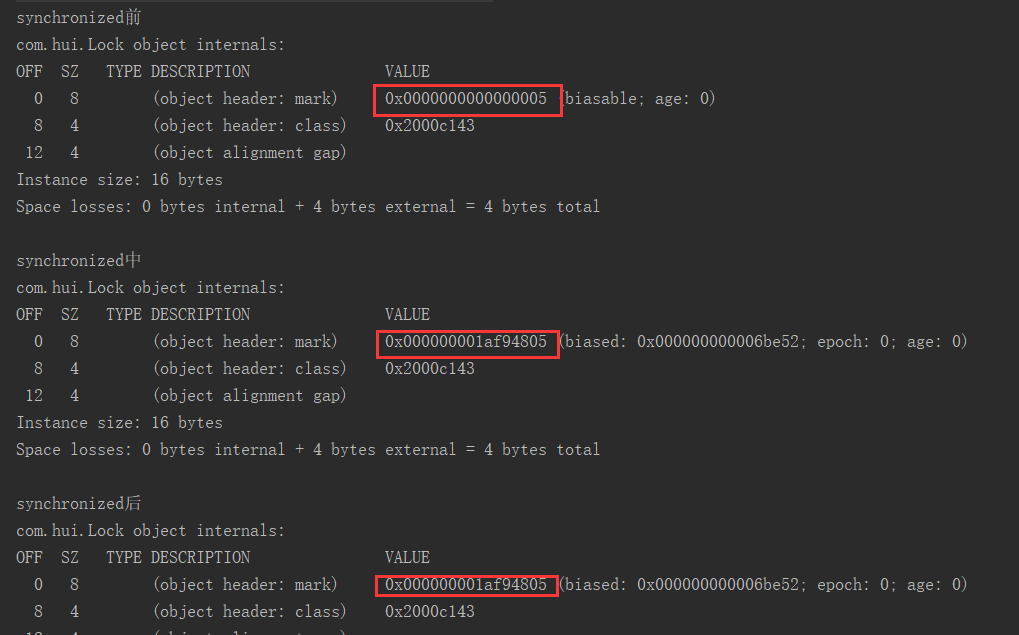 synchronized前
com.hui.Lock object internals:
OFF  SZ   TYPE DESCRIPTION               VALUE
  0   8        (object header: mark)     0x0000000000000005 (biasable; age: 0)
  8   4        (object header: class)    0x2000c143
 12   4        (object alignment gap)
Instance size: 16 bytes
Space losses: 0 bytes internal + 4 bytes external = 4 bytes total
synchronized中
com.hui.Lock object internals:
OFF  SZ   TYPE DESCRIPTION               VALUE
  0   8        (object header: mark)     0x000000001af94805 (biased: 0x000000000006be52; epoch: 0; age: 0)
  8   4        (object header: class)    0x2000c143
 12   4        (object alignment gap)
Instance size: 16 bytes
Space losses: 0 bytes internal + 4 bytes external = 4 bytes total
synchronized后
com.hui.Lock object internals:
OFF  SZ   TYPE DESCRIPTION               VALUE
  0   8        (object header: mark)     0x000000001af94805 (biased: 0x000000000006be52; epoch: 0; age: 0)
  8   4        (object header: class)    0x2000c143